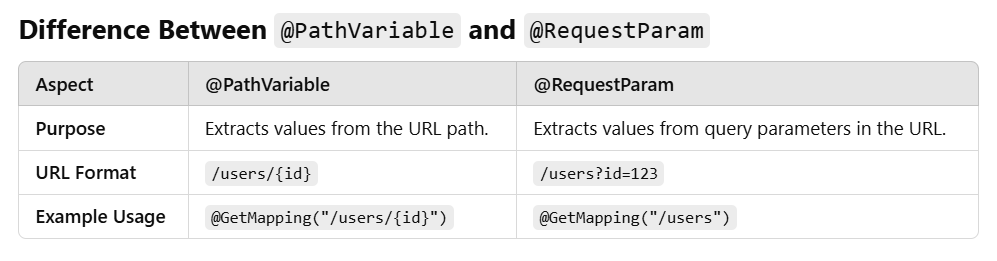 Difference Between @PathVariable and @RequestParam
Aspect @PathVariable @RequestParam
Purpose Extracts values from the URL path. Extracts values from query parameters in the URL.
URL Format /users/{id} /users?id=123
Example Usage @GetMapping("/users/{id}") @GetMapping("/users")